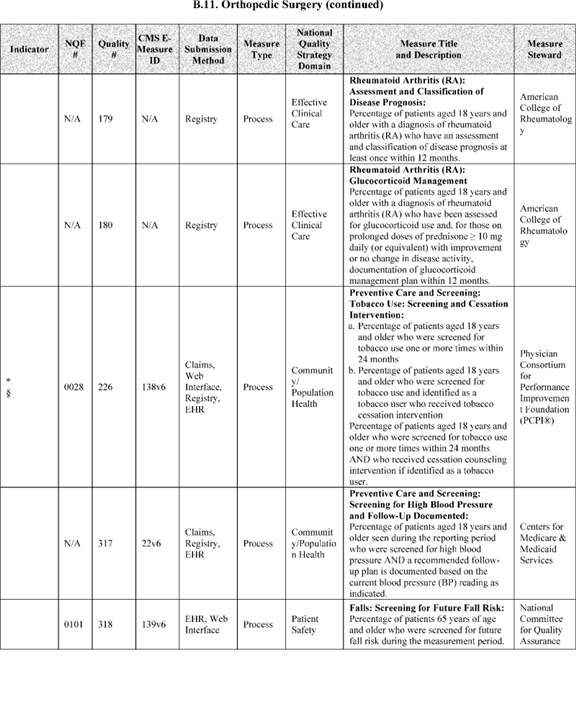 B.11. Orthopedic Surgery (continued)
Indicator
NQF
#
Quality
#
CMS E-
Measure
ID
Data
Submission
Method
Measure
Type
National
Quality
Strategy
Domain
Measure Title
and Description
Measure
Steward
N/A
179
N/A
Registry
Process
Effective
Clinical
Care
Rheumatoid Arthritis (RA):
Assessment and Classification of
Disease Prognosis:
Percentage of patients aged 18 years and
older with a diagnosis of rheumatoid
arthritis (RA) who have an assessment
and classification of disease prognosis at
least once within 12 months.
American
College of
Rheumatolog
y
N/A
180
N/A
Registry
Process
Effective
Clinical
Care
Rheumatoid Arthritis (RA):
Glucocorticoid Management
Percentage of patients aged 18 years and
older with a diagnosis of rheumatoid
arthritis (RA) who have been assessed
for glucocorticoid use and, for those on
prolonged doses of prednisone ≥ 10 mg
daily (or equivalent) with improvement
or no change in disease activity,
documentation of glucocorticoid
management plan within 12 months.
American
College of
Rheumatolo
gy
*
§
0028
226
138v6
Claims,
Web
Interface,
Registry,
EHR
Process
Communit
y/
Population
Health
Preventive Care and Screening:
Tobacco Use: Screening and Cessation
Intervention:
a. Percentage of patients aged 18 years
and older who were screened for
tobacco use one or more times within
24 months
b. Percentage of patients aged 18 years
and older who were screened for
tobacco use and identified as a
tobacco user who received tobacco
cessation intervention
Percentage of patients aged 18 years and
older who were screened for tobacco use
one or more times within 24 months
AND who received cessation counseling
intervention if identified as a tobacco
user.
Physician
Consortium
for
Performance
Improvemen
t Foundation
(PCPI®)
N/A
317
22v6
Claims,
Registry,
EHR
Process
Communit
y/Populatio
n Health
Preventive Care and Screening:
Screening for High Blood Pressure
and Follow-Up Documented:
Percentage of patients aged 18 years and
older seen during the reporting period
who were screened for high blood
pressure AND a recommended follow-
up plan is documented based on the
current blood pressure (BP) reading as
indicated.
Centers for
Medicare &
Medicaid
Services
0101
318
139v6
EHR, Web
Interface
Process
Patient
Safety
Falls: Screening for Future Fall Risk:
Percentage of patients 65 years of age
and older who were screened for future
fall risk during the measurement period.
National
Committee
for Quality
Assurance